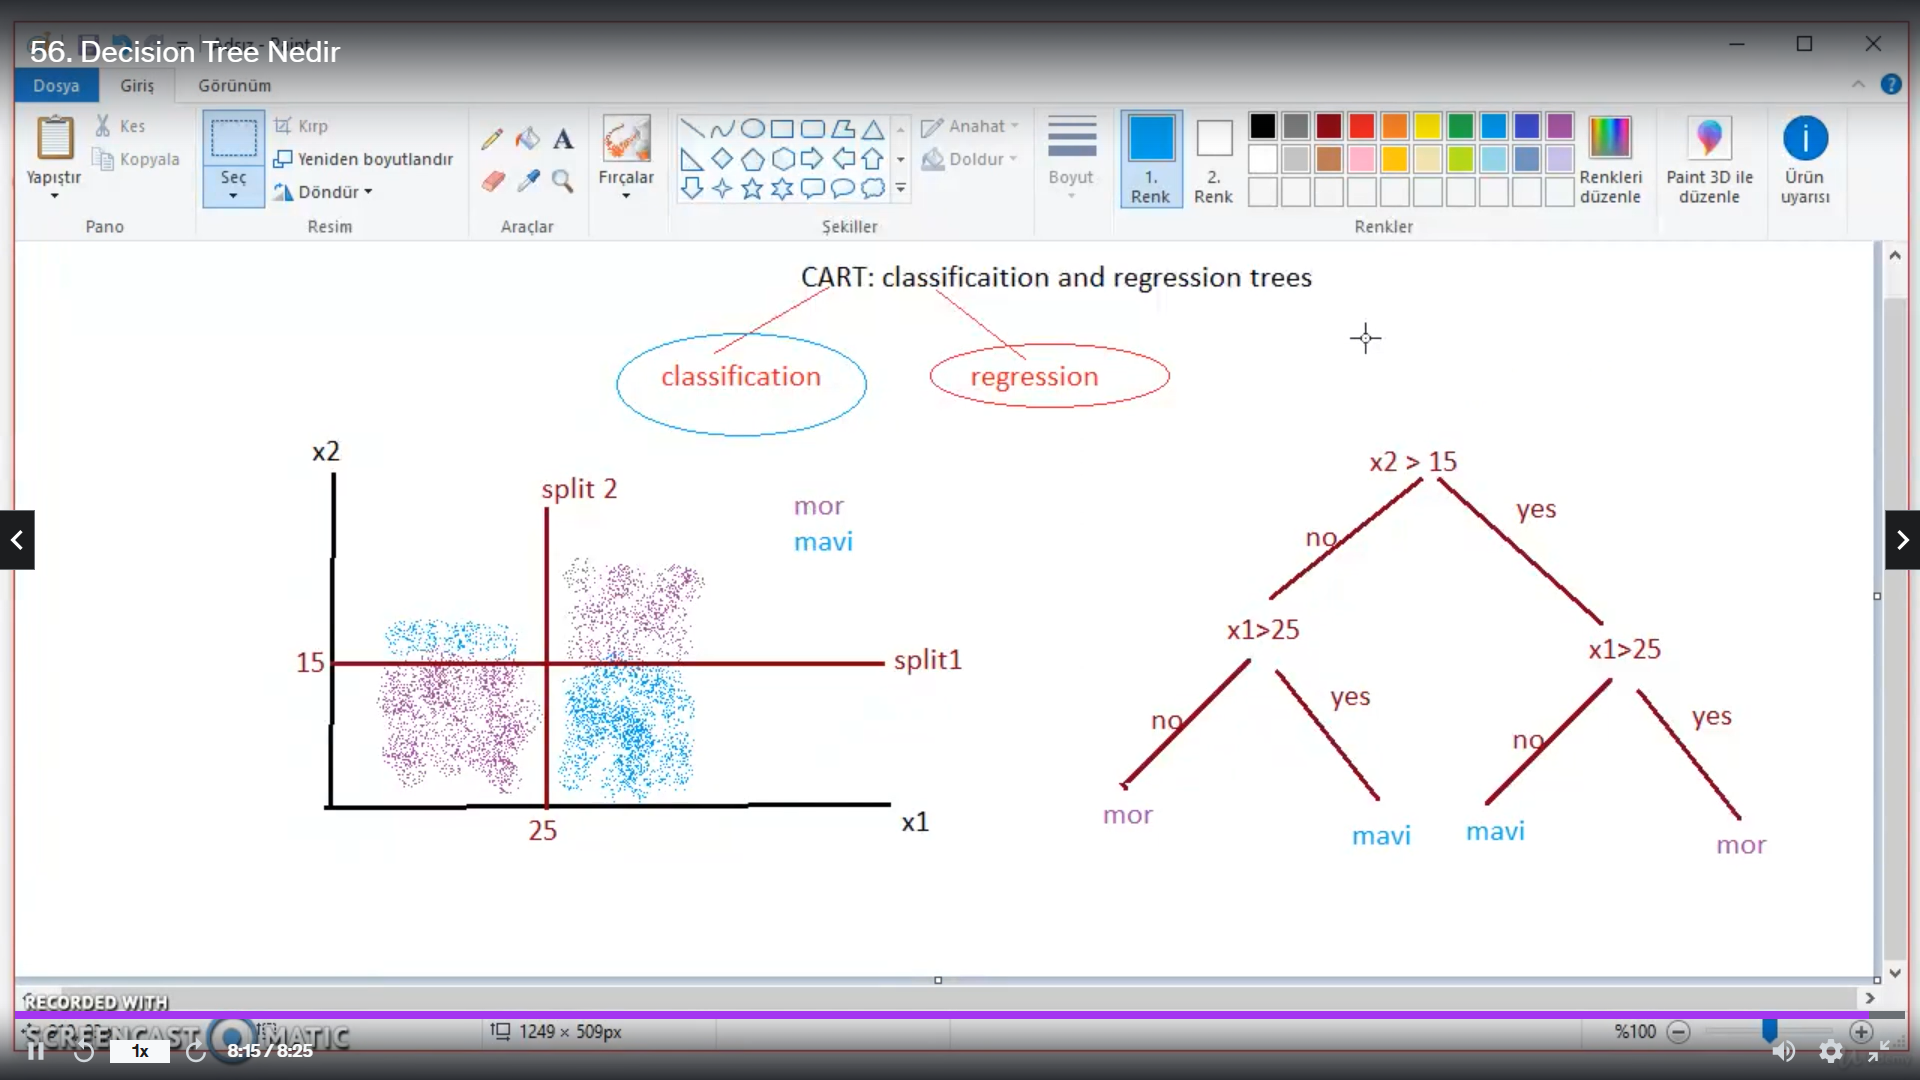 56. Decision Tree Nedir
Dosya Giriş Görünüm
Yapıştır
Kes
Kopyala
Pano
Seç
Kırp
Yeniden boyutlandır
Döndür
Resim
A
Araçlar
Fırçalar
Şekiller
Anahat
Doldur
Boyut
1.
Renk
2.
Renk
Renkleri
düzenle
Renkler
Paint 3D ile
düzenle
Ürün
uyarısı
CART: classificaition and regression trees
classification
regression
x2
split 2
mor
mavi
15
split1
25
x1
x2 > 15
no
yes
x1>25
x1>25
no
yes
no
yes
mor
mavi
mavi
mor
RECORDED WITH
SCREENCAST MATIC
1249 × 509px
%100
1x
8:15 / 8:25